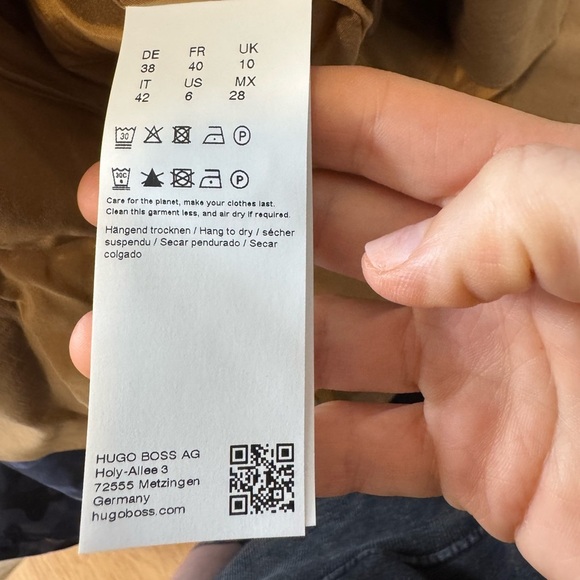 DE FR UK
38 40 10
IT US MX
42 6 28
30 P
30C P
Care for the planet, make your clothes last.
Clean this garment less, and air dry if required.
Hängend trocknen / Hang to dry / sécher
suspendu / Secar pendurado / Secar
colgado
HUGO BOSS AG
Holy-Allee 3
72555 Metzingen
Germany
hugoboss.com